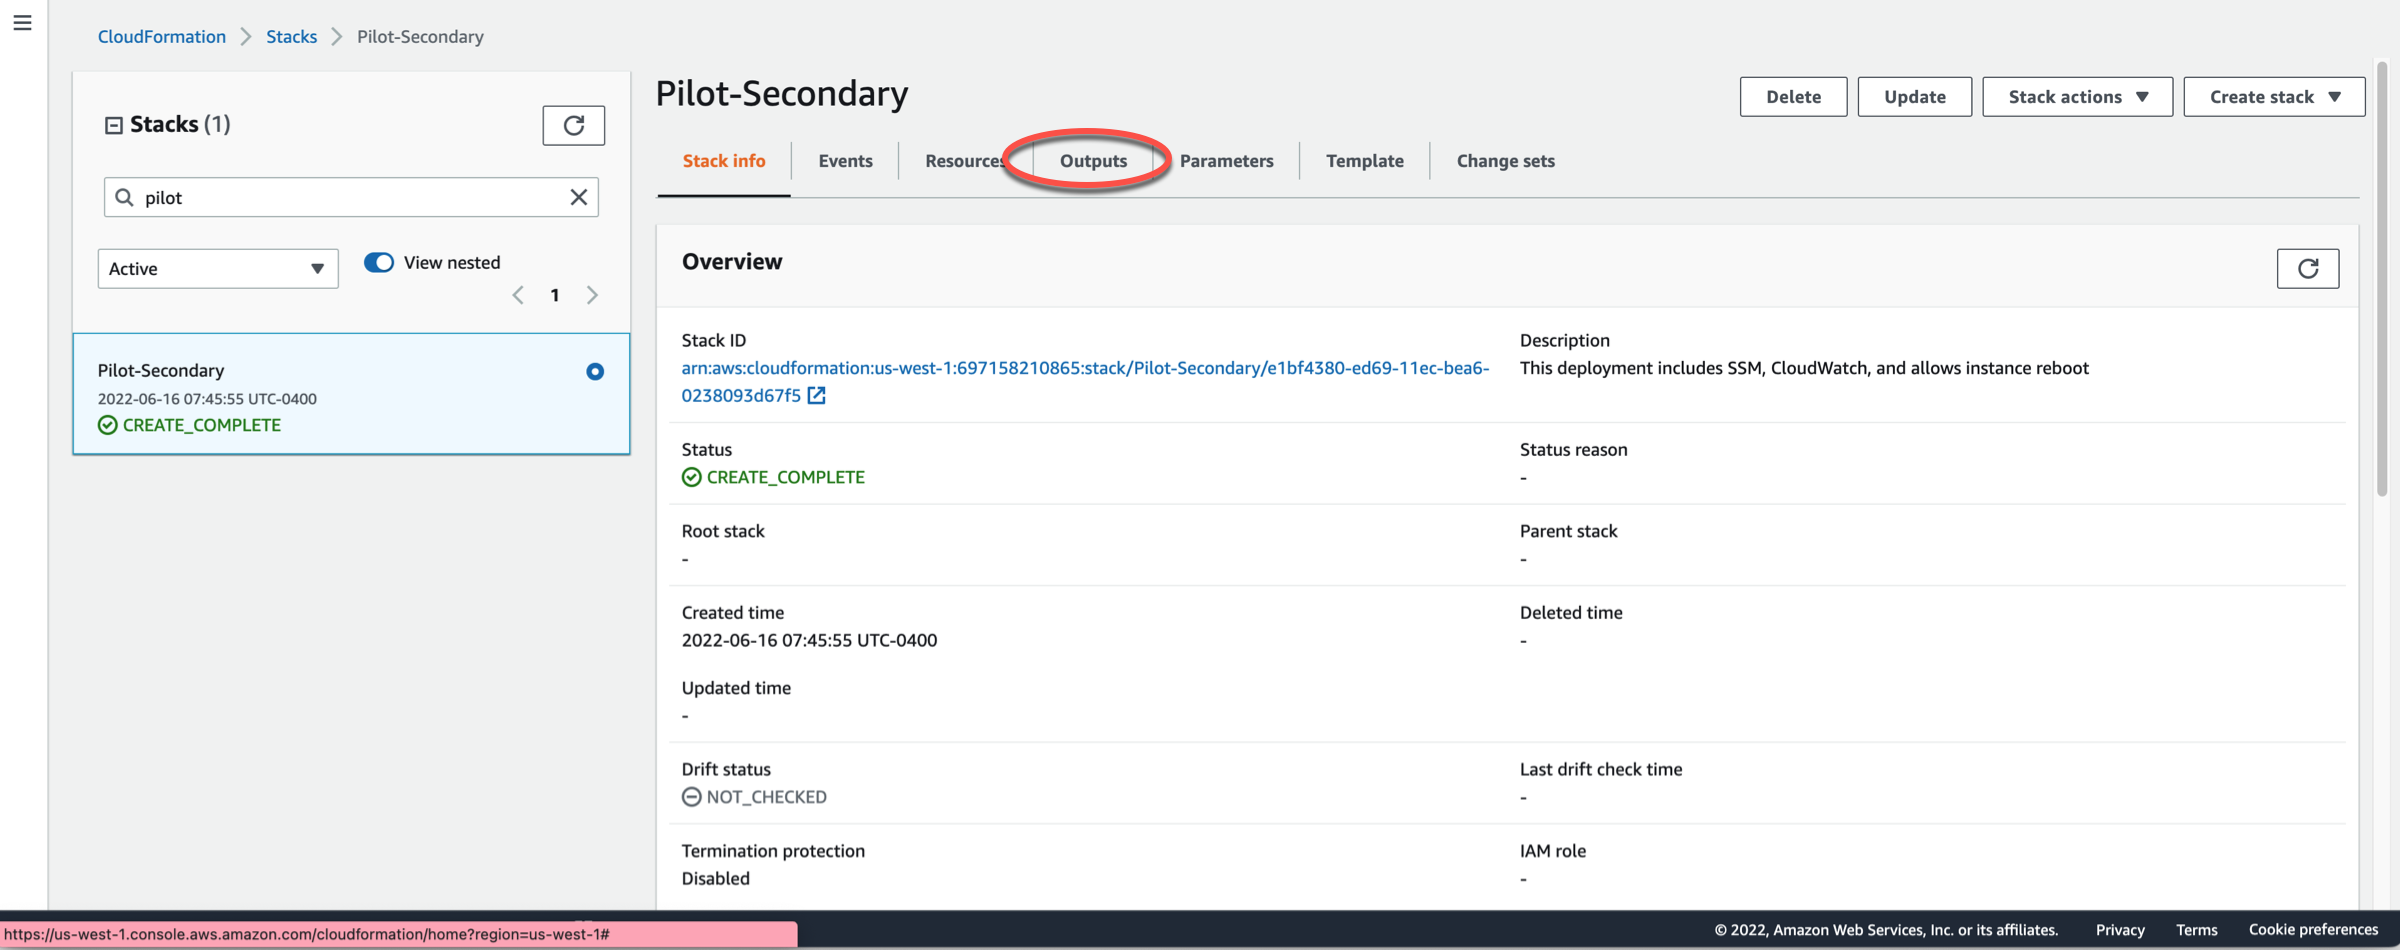 CloudFormation > Stacks > Pilot-Secondary
Stacks (1)
pilot
Active
View nested
1
Pilot-Secondary
2022-06-16 07:45:55 UTC-0400
CREATE_COMPLETE
Pilot-Secondary
Delete
Update
Stack actions
Create stack
Stack info
Events
Resources
Outputs
Parameters
Template
Change sets
Overview
Stack ID
arn:aws:cloudformation:us-west-1:697158210865:stack/Pilot-Secondary/e1bf4380-ed69-11ec-bea6-
0238093d67f5
Description
This deployment includes SSM, CloudWatch, and allows instance reboot
Status
CREATE_COMPLETE
Status reason
-
Root stack
-
Parent stack
-
Created time
2022-06-16 07:45:55 UTC-0400
Deleted time
-
Updated time
-
Drift status
NOT_CHECKED
Last drift check time
-
Termination protection
Disabled
IAM role
-
https://us-west-1.console.aws.amazon.com/cloudformation/home?region=us-west-1#
© 2022, Amazon Web Services, Inc. or its affiliates.
Privacy
Terms
Cookie preferences